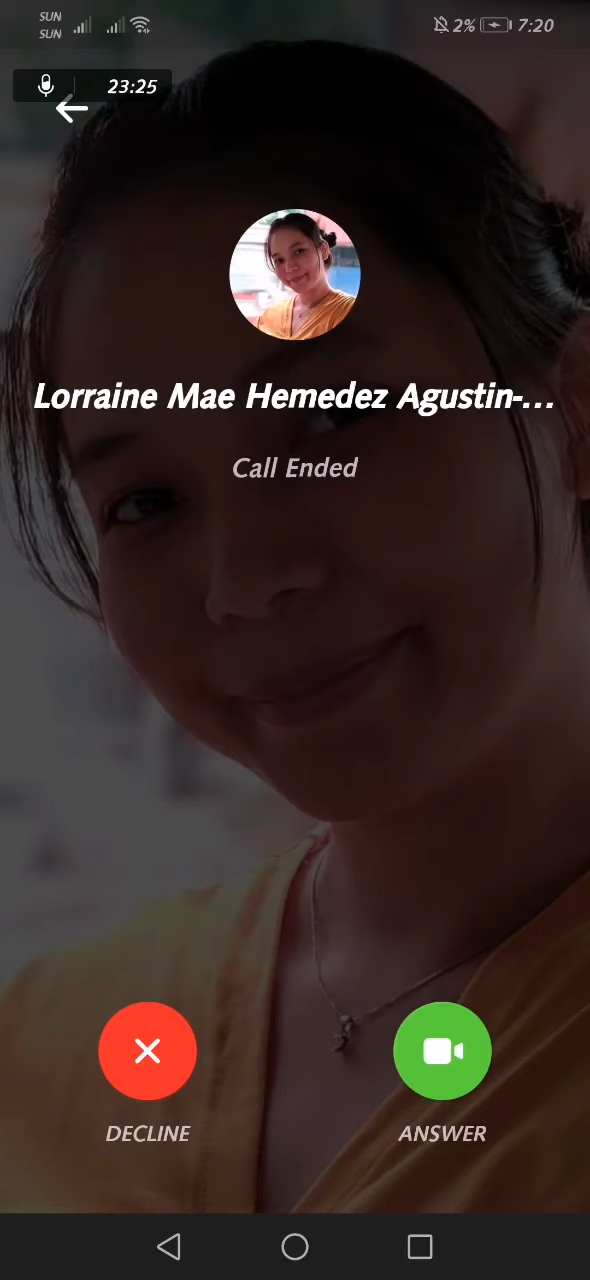 SUN
SUN
2%
7:20
23:25
Lorraine Mae Hemedez Agustin-...
Call Ended
DECLINE
ANSWER